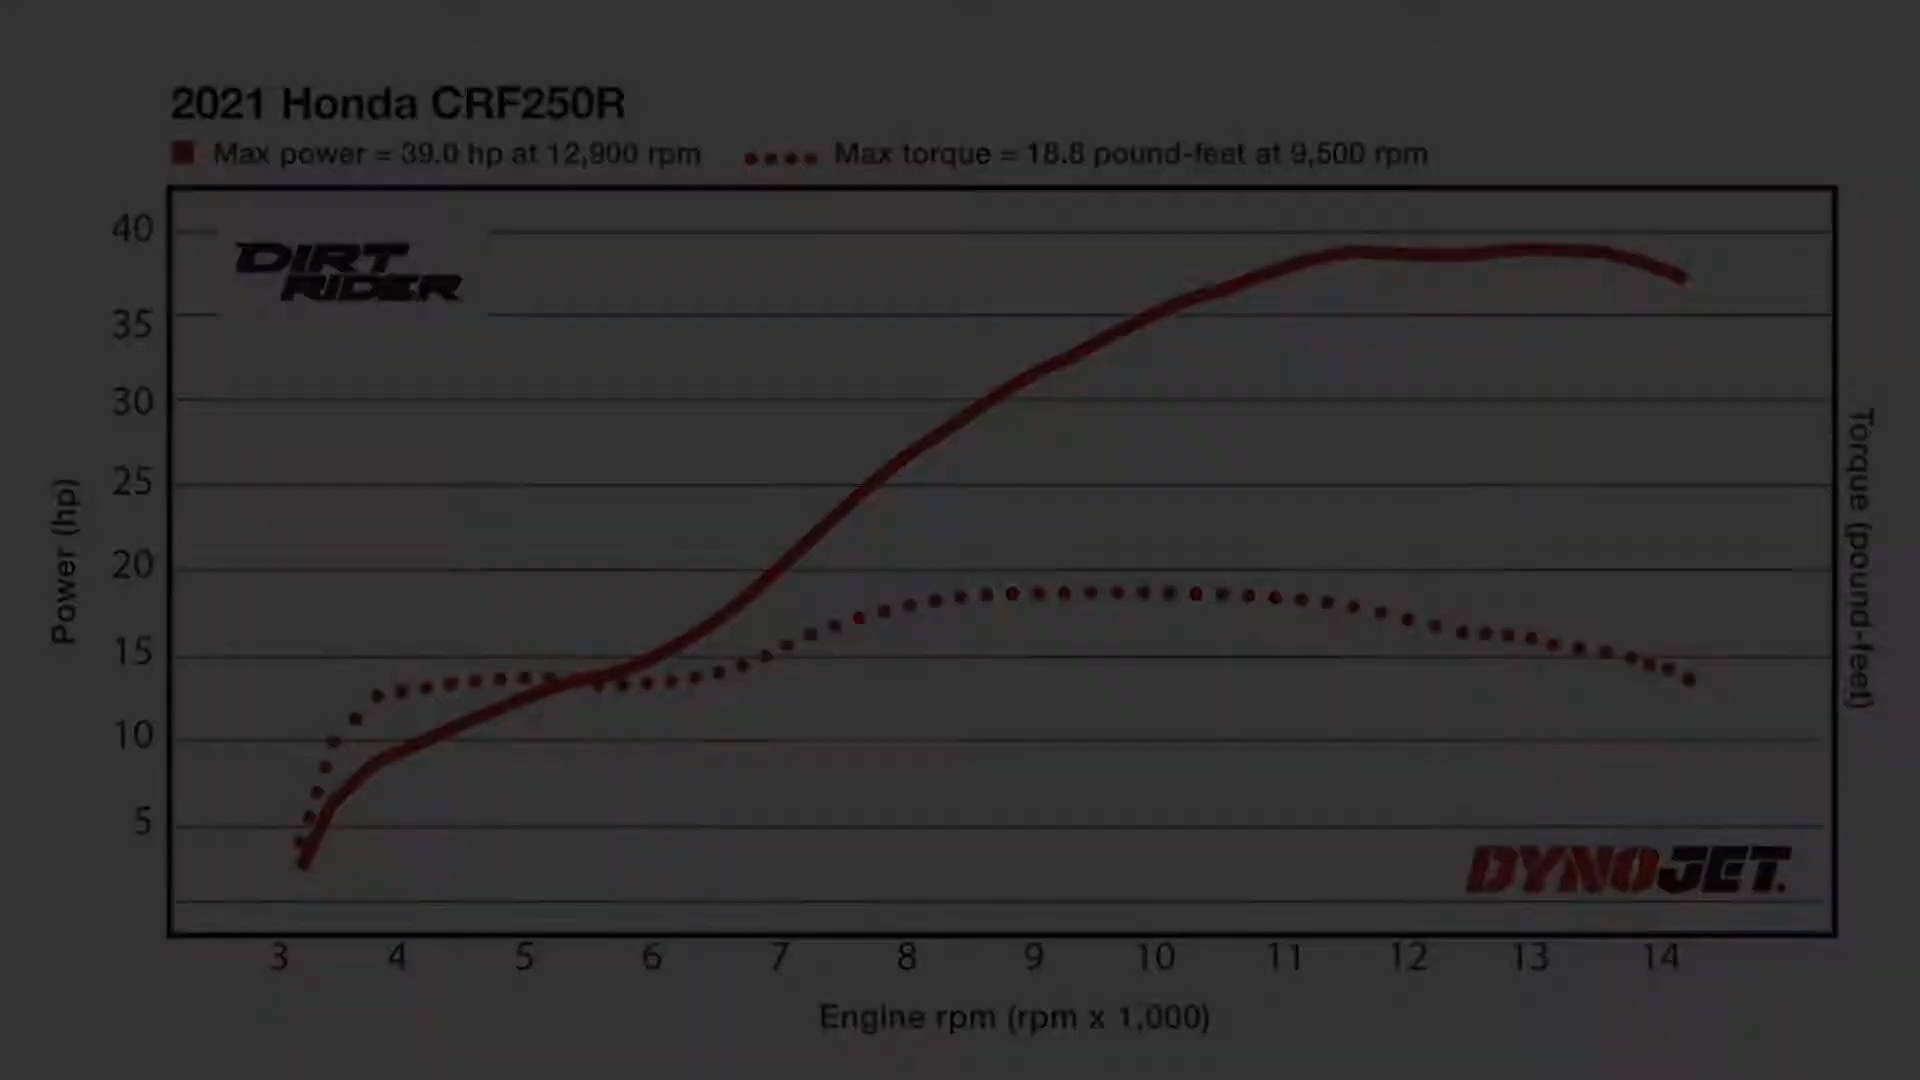 2021 Honda CRF250R
Max power = 39.0 hp at 12,900 rpm
Max torque = 18.8 pound-feet at 9,500 rpm
DIRT
RIDER
40
35
30
25
20
15
10
5
Power (hp)
Torque (pound-feet)
DYNOJET.
3 4 5 6 7 8 9 10 11 12 13 14
Engine rpm (rpm x 1,000)